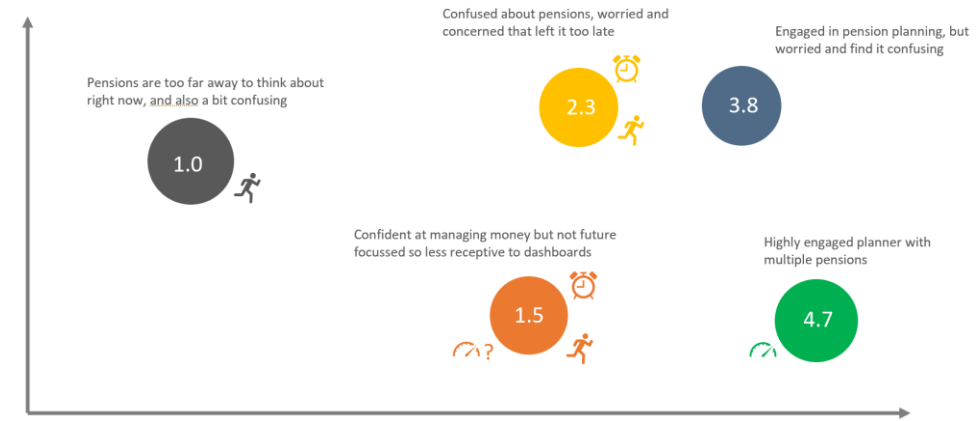 Confused about pensions, worried and
concerned that left it too late
Engaged in pension planning, but
worried and find it confusing
Pensions are too far away to think about
right now, and also a bit confusing
2.3
3.8
1.0
Confident at managing money but not future
focussed so less receptive to dashboards
Highly engaged planner with
multiple pensions
1.5
4.7
?